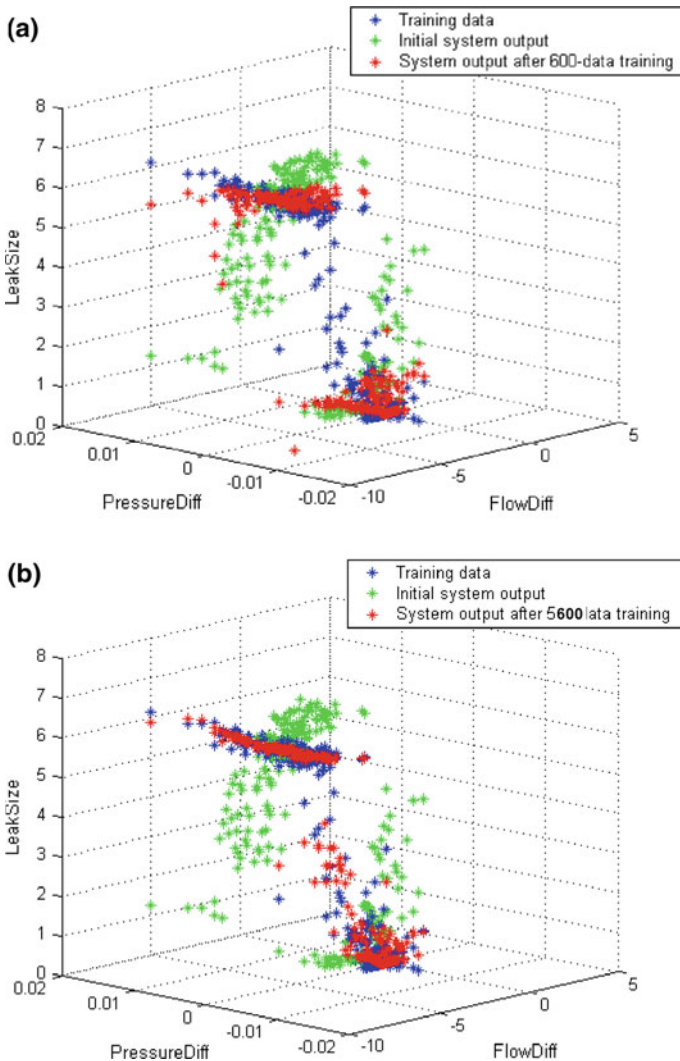 (a)
Training data
Initial system output
System output after 600-data training
8
7
6
5
4
3
2
1
0
LeakSize
0.02
0.01
0
-0.01
-0.02
PressureDiff
-10
-5
0
5
FlowDiff
(b)
Training data
Initial system output
System output after 5600 lata training
8
7
6
5
4
3
2
1
0
LeakSize
0.02
0.01
0
-0.01
-0.02
PressureDiff
-10
-5
0
5
FlowDiff